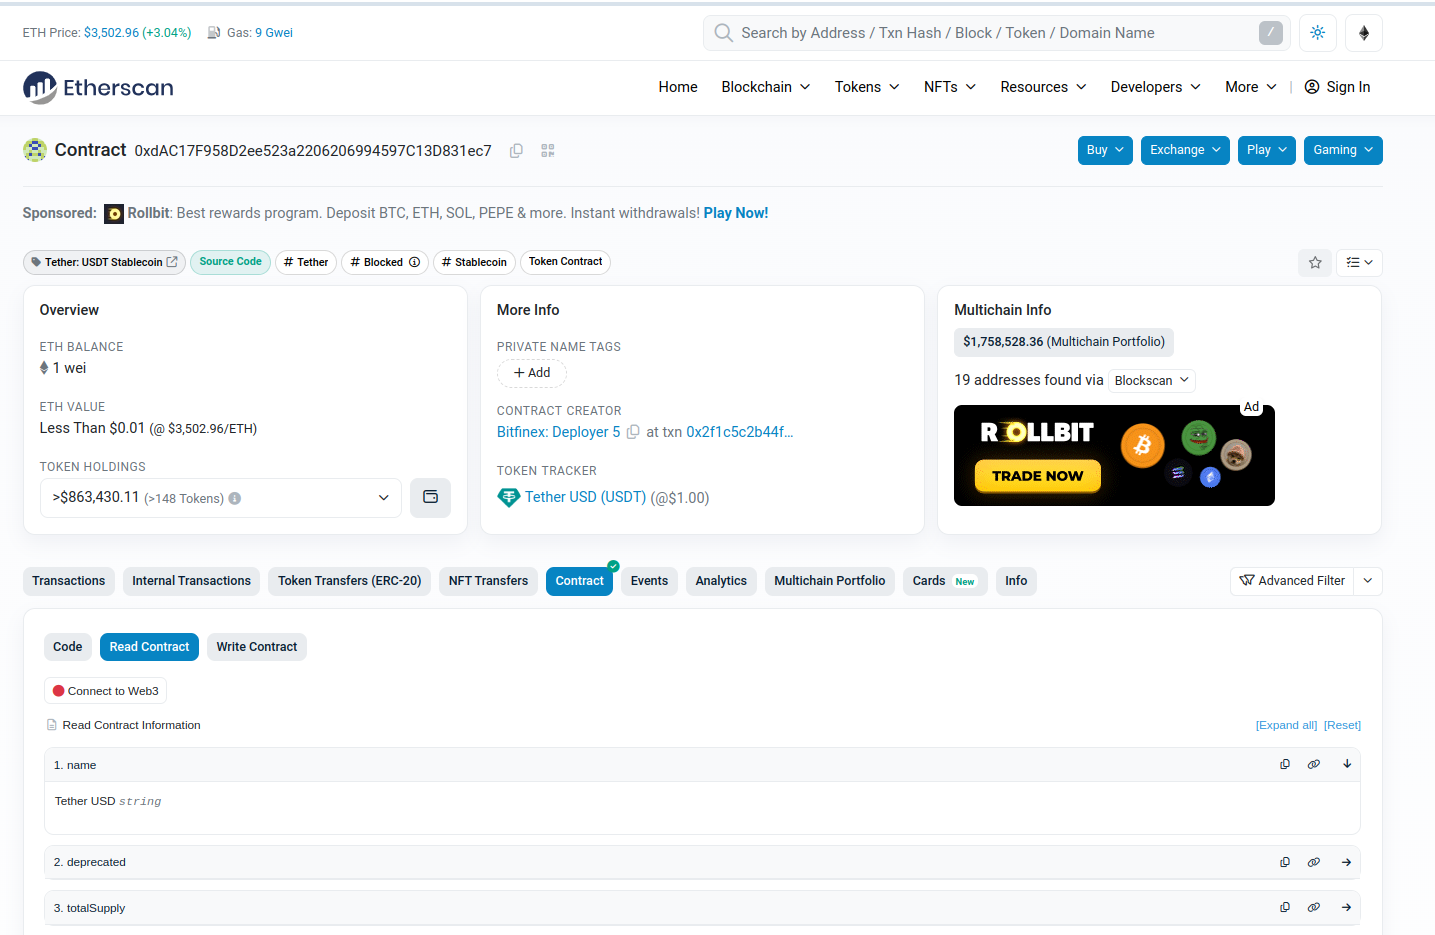 ETH Price: $3,502.96 (+3.04%) Gas: 9 Gwei
Search by Address / Txn Hash / Block / Token / Domain Name /
Etherscan
Home Blockchain Tokens NFTs Resources Developers More | Sign In
Contract 0xdAC17F958D2ee523a2206206994597C13D831ec7
Buy Exchange Play Gaming
Sponsored: Rollbit: Best rewards program. Deposit BTC, ETH, SOL, PEPE & more. Instant withdrawals! Play Now!
Tether: USDT Stablecoin Source Code # Tether # Blocked # Stablecoin Token Contract
Overview
ETH BALANCE
1 wei
ETH VALUE
Less Than $0.01 (@ $3,502.96/ETH)
TOKEN HOLDINGS
>$863,430.11 (>148 Tokens)
More Info
PRIVATE NAME TAGS
+ Add
CONTRACT CREATOR
Bitfinex: Deployer 5 at txn 0x2f1c5c2b44f...
TOKEN TRACKER
Tether USD (USDT) (@$1.00)
Multichain Info
$1,758,528.36 (Multichain Portfolio)
19 addresses found via Blockscan
Ad
ROLLBIT
TRADE NOW
Transactions Internal Transactions Token Transfers (ERC-20) NFT Transfers Contract Events Analytics Multichain Portfolio Cards New Info
Advanced Filter
Code Read Contract Write Contract
Connect to Web3
Read Contract Information
[Expand all] [Reset]
1. name
Tether USD string
2. deprecated
3. totalSupply